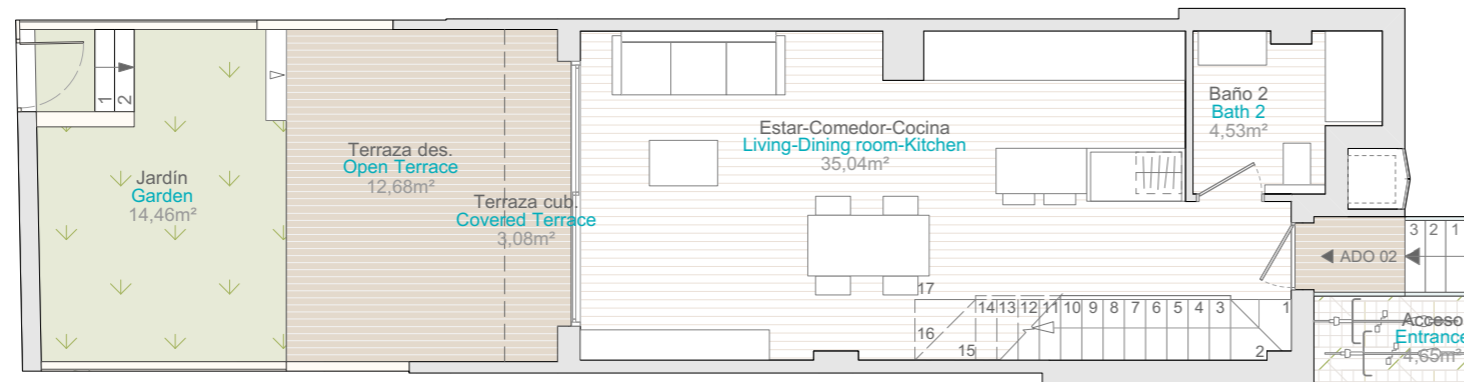 1
2
Jardín
Garden
14,46m²
Terraza des.
Open Terrace
12,68m²
Terraza cub.
Covered Terrace
3,08m²
Estar-Comedor-Cocina
Living-Dining room-Kitchen
35,04m²
Baño 2
Bath 2
4,53m²
3 2 1
ADO 02
17
14 13 12 11 10 9 8 7 6 5 4 3 1
16
15
2
Acceso
Entrance
4,65m²